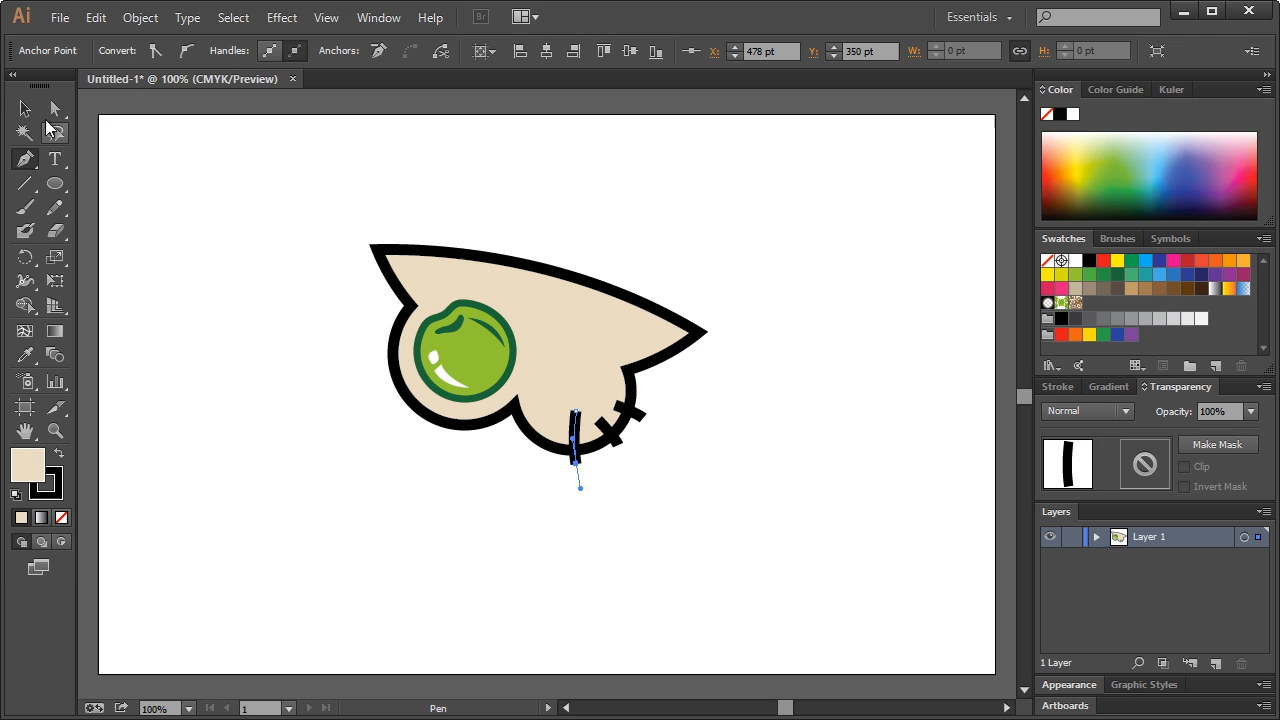 Ai File Edit Object Type Select Effect View Window Help Br Essentials
Anchor Point Convert: Handles: Anchors: X: 478 pt Y: 350 pt W: 0 pt H: 0 pt
Untitled-1* @ 100% (CMYK/Preview)
Color Color Guide Kuler
T
Swatches Brushes Symbols
Stroke Gradient Transparency
Normal Opacity: 100%
Make Mask
Clip
Invert Mask
Layers
Layer 1
1 Layer
Appearance Graphic Styles
Artboards
100% 1 Pen